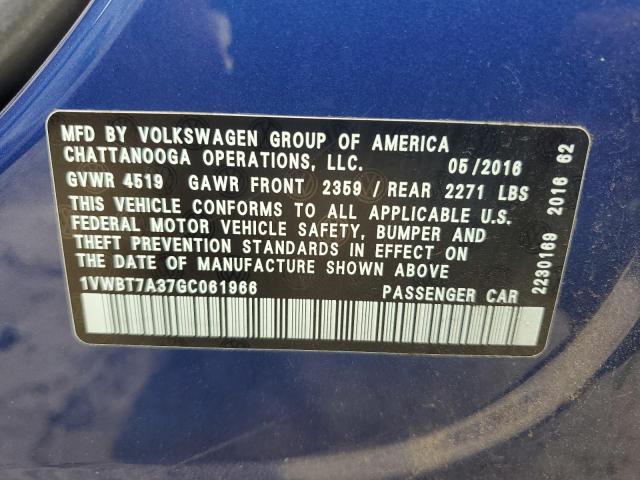 MFD BY VOLKSWAGEN GROUP OF AMERICA
CHATTANOOGA OPERATIONS, LLC. 05/2016
GVWR 4519 GAWR FRONT 2359 / REAR 2271 LBS
THIS VEHICLE CONFORMS TO ALL APPLICABLE U.S.
FEDERAL MOTOR VEHICLE SAFETY, BUMPER AND
THEFT PREVENTION STANDARDS IN EFFECT ON
THE DATE OF MANUFACTURE SHOWN ABOVE
1VWBT7A37GC061966 PASSENGER CAR
2230169 2016 62